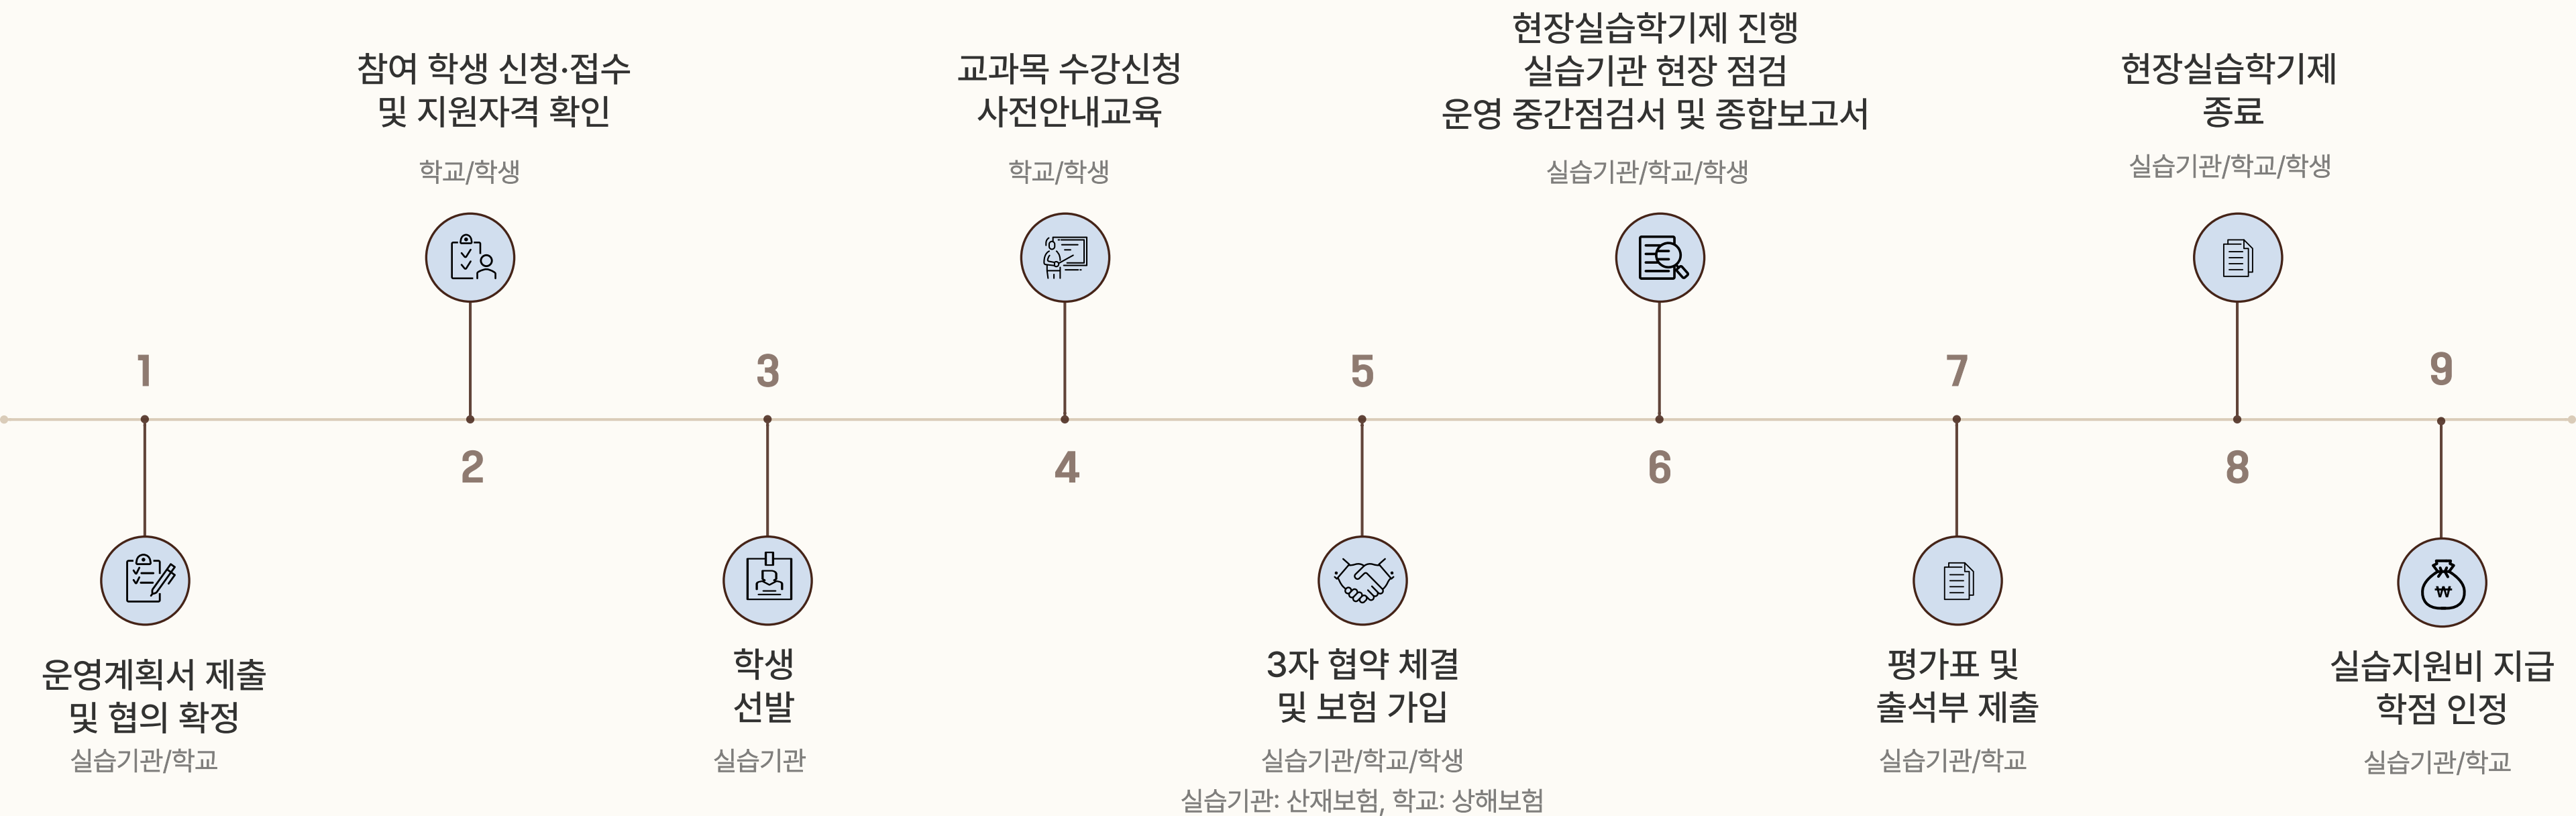 1
운영계획서 제출
및 협의 확정
실습기관/학교
참여 학생 신청·접수
및 지원자격 확인
학교/학생
2
3
학생
선발
실습기관
교과목 수강신청
사전안내교육
학교/학생
4
5
3자 협약 체결
및 보험 가입
실습기관/학교/학생
실습기관: 산재보험, 학교: 상해보험
현장실습학기제 진행
실습기관 현장 점검
운영 중간점검서 및 종합보고서
실습기관/학교/학생
6
7
평가표 및
출석부 제출
실습기관/학교
현장실습학기제
종료
실습기관/학교/학생
8
9
₩
실습지원비 지급
학점 인정
실습기관/학교